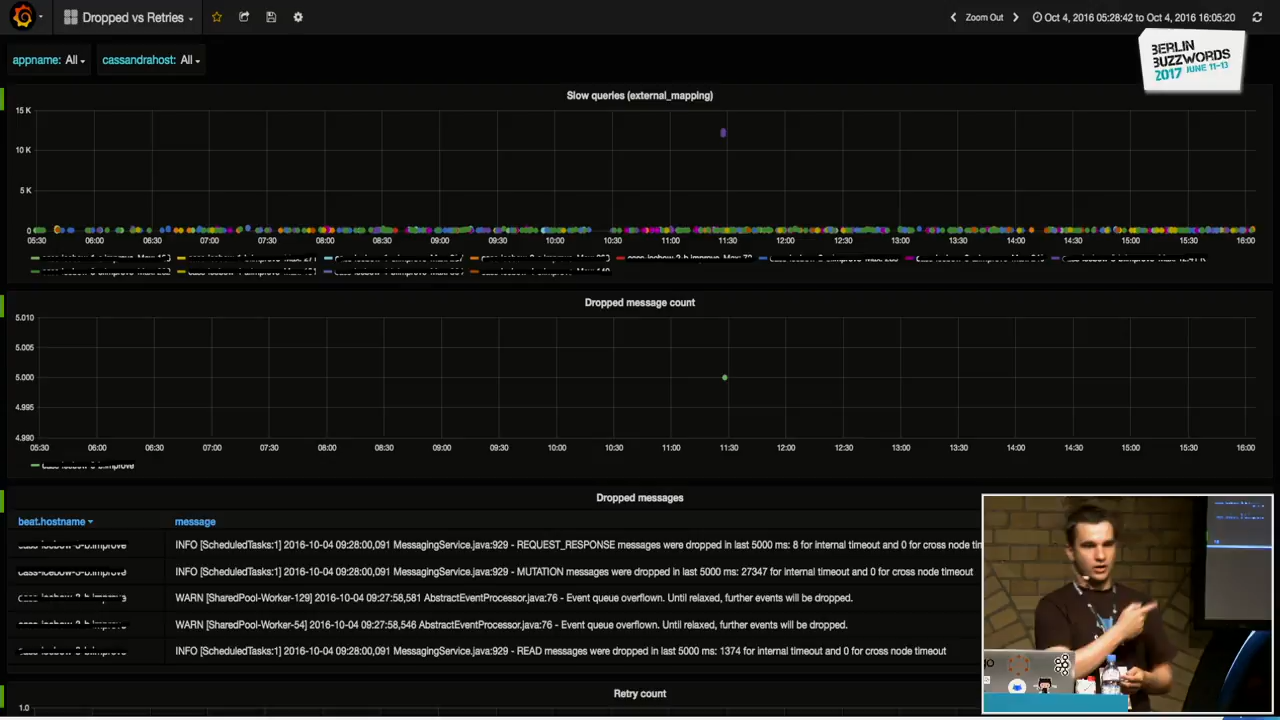 Dropped vs Retries
Zoom Out
Oct 4, 2016 05:28:42 to Oct 4, 2016 16:05:20
BERLIN
BUZZWORDS
2017 JUNE 11-13
appname: All
cassandrahost: All
Slow queries (external_mapping)
15 K
10 K
5 K
0
05:30 06:00 06:30 07:00 07:30 08:00 08:30 09:00 09:30 10:00 10:30 11:00 11:30 12:00 12:30 13:00 13:30 14:00 14:30 15:00 15:30 16:00
Dropped message count
5.010
5.005
5.000
4.995
4.990
05:30 06:00 06:30 07:00 07:30 08:00 08:30 09:00 09:30 10:00 10:30 11:00 11:30 12:00 12:30 13:00 13:30 14:00 14:30 15:00 15:30 16:00
Dropped messages
beat.hostname message
INFO [ScheduledTasks:1] 2016-10-04 09:28:00,091 MessagingService.java:929 - REQUEST_RESPONSE messages were dropped in last 5000 ms: 8 for internal timeout and 0 for cross node tim
INFO [ScheduledTasks:1] 2016-10-04 09:28:00,091 MessagingService.java:929 - MUTATION messages were dropped in last 5000 ms: 27347 for internal timeout and 0 for cross node timeout
WARN [SharedPool-Worker-129] 2016-10-04 09:27:58,581 AbstractEventProcessor.java:76 - Event queue overflown. Until relaxed, further events will be dropped.
WARN [SharedPool-Worker-54] 2016-10-04 09:27:58,546 AbstractEventProcessor.java:76 - Event queue overflown. Until relaxed, further events will be dropped.
INFO [ScheduledTasks:1] 2016-10-04 09:28:00,091 MessagingService.java:929 - READ messages were dropped in last 5000 ms: 1374 for internal timeout and 0 for cross node timeout
Retry count
1.0